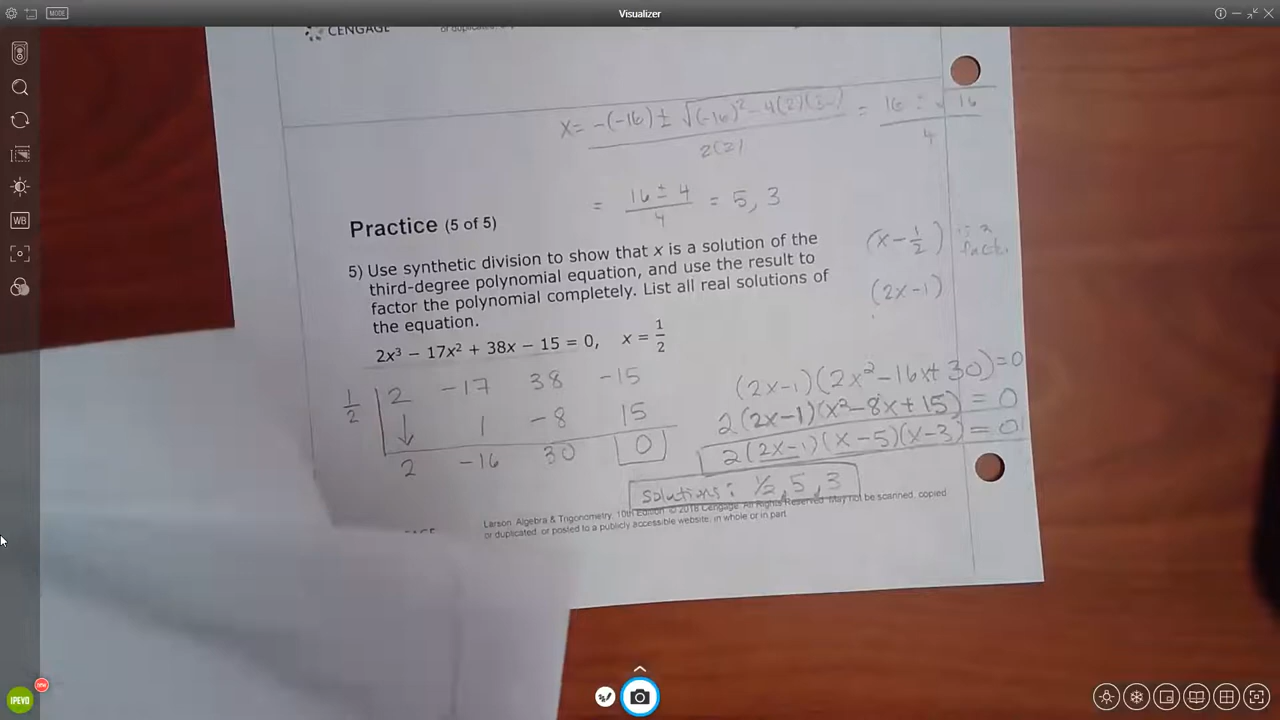 MODE
Visualizer
CENGAGE
x = -(-16) ± √(-16)² - 4(2)(30) / 2(2) = 16 ± √16 / 4
= 16 ± 4 / 4 = 5, 3
Practice (5 of 5)
(x - 1/2) is a
factor
(2x - 1)
5) Use synthetic division to show that x is a solution of the
third-degree polynomial equation, and use the result to
factor the polynomial completely. List all real solutions of
the equation.
2x³ − 17x² + 38x − 15 = 0, x = 1/2
1/2 | 2 -17 38 -15
↓ 1 -8 15
2 -16 30 0
(2x-1)(2x²-16x+30)=0
2(2x-1)(x²-8x+15) = 0
2(2x-1)(x-5)(x-3) = 0
solutions: 1/2, 5, 3
Larson, Algebra & Trigonometry, 10th Edition. © 2018 Cengage. All Rights Reserved. May not be scanned, copied
or duplicated, or posted to a publicly accessible website, in whole or in part.
IPEVO